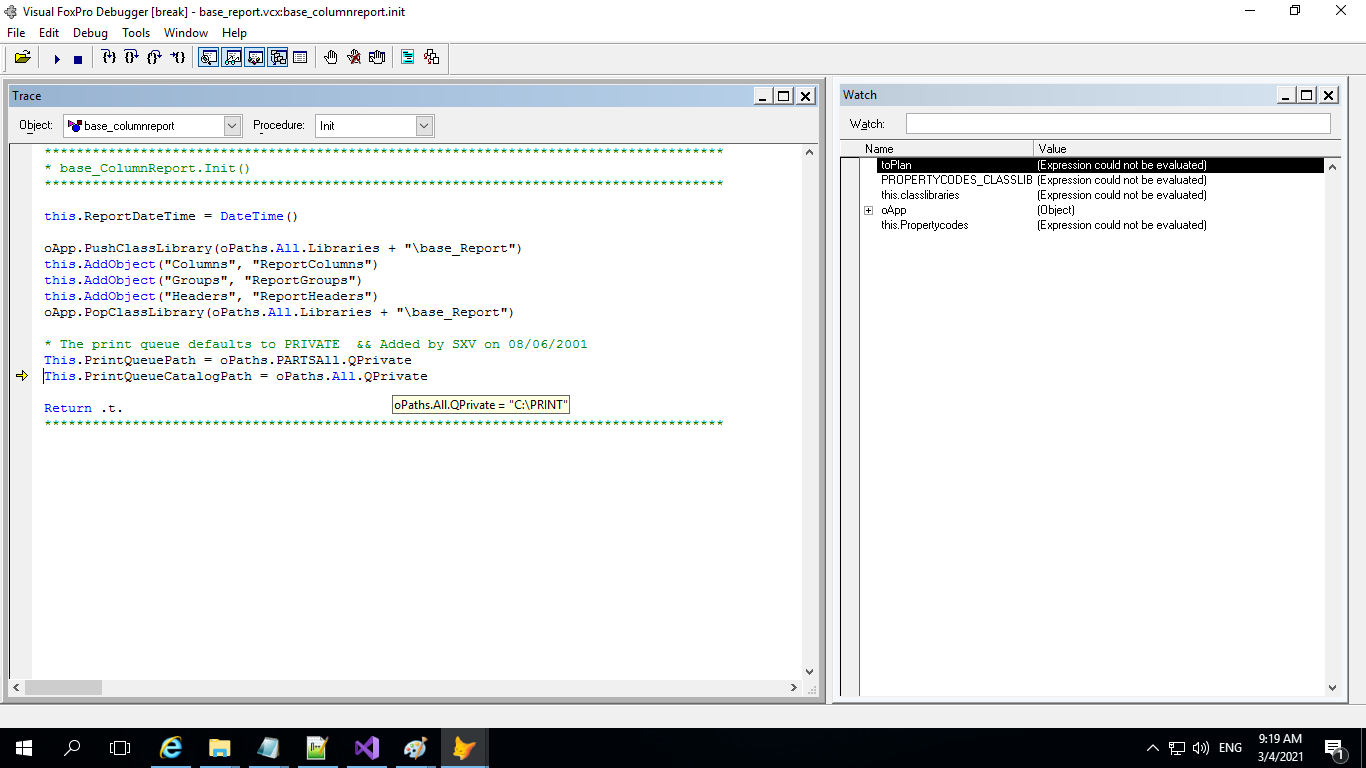 Visual FoxPro Debugger [break] - base_report.vcx:base_columnreport.init
File Edit Debug Tools Window Help
Trace
Object: base_columnreport Procedure: Init
*************************************************************************************
* base_ColumnReport.Init()
*************************************************************************************
this.ReportDateTime = DateTime()
oApp.PushClassLibrary(oPaths.All.Libraries + "\base_Report")
this.AddObject("Columns", "ReportColumns")
this.AddObject("Groups", "ReportGroups")
this.AddObject("Headers", "ReportHeaders")
oApp.PopClassLibrary(oPaths.All.Libraries + "\base_Report")
* The print queue defaults to PRIVATE  && Added by SXV on 08/06/2001
This.PrintQueuePath = oPaths.PARTSAll.QPrivate
This.PrintQueueCatalogPath = oPaths.All.QPrivate
Return .t.
oPaths.All.QPrivate = "C:\PRINT"
*************************************************************************************
Watch
Watch:
Name Value
toPlan (Expression could not be evaluated)
PROPERTYCODES_CLASSLIB (Expression could not be evaluated)
this.classlibraries (Expression could not be evaluated)
oApp (Object)
this.Propertycodes (Expression could not be evaluated)
ENG
9:19 AM
3/4/2021
1